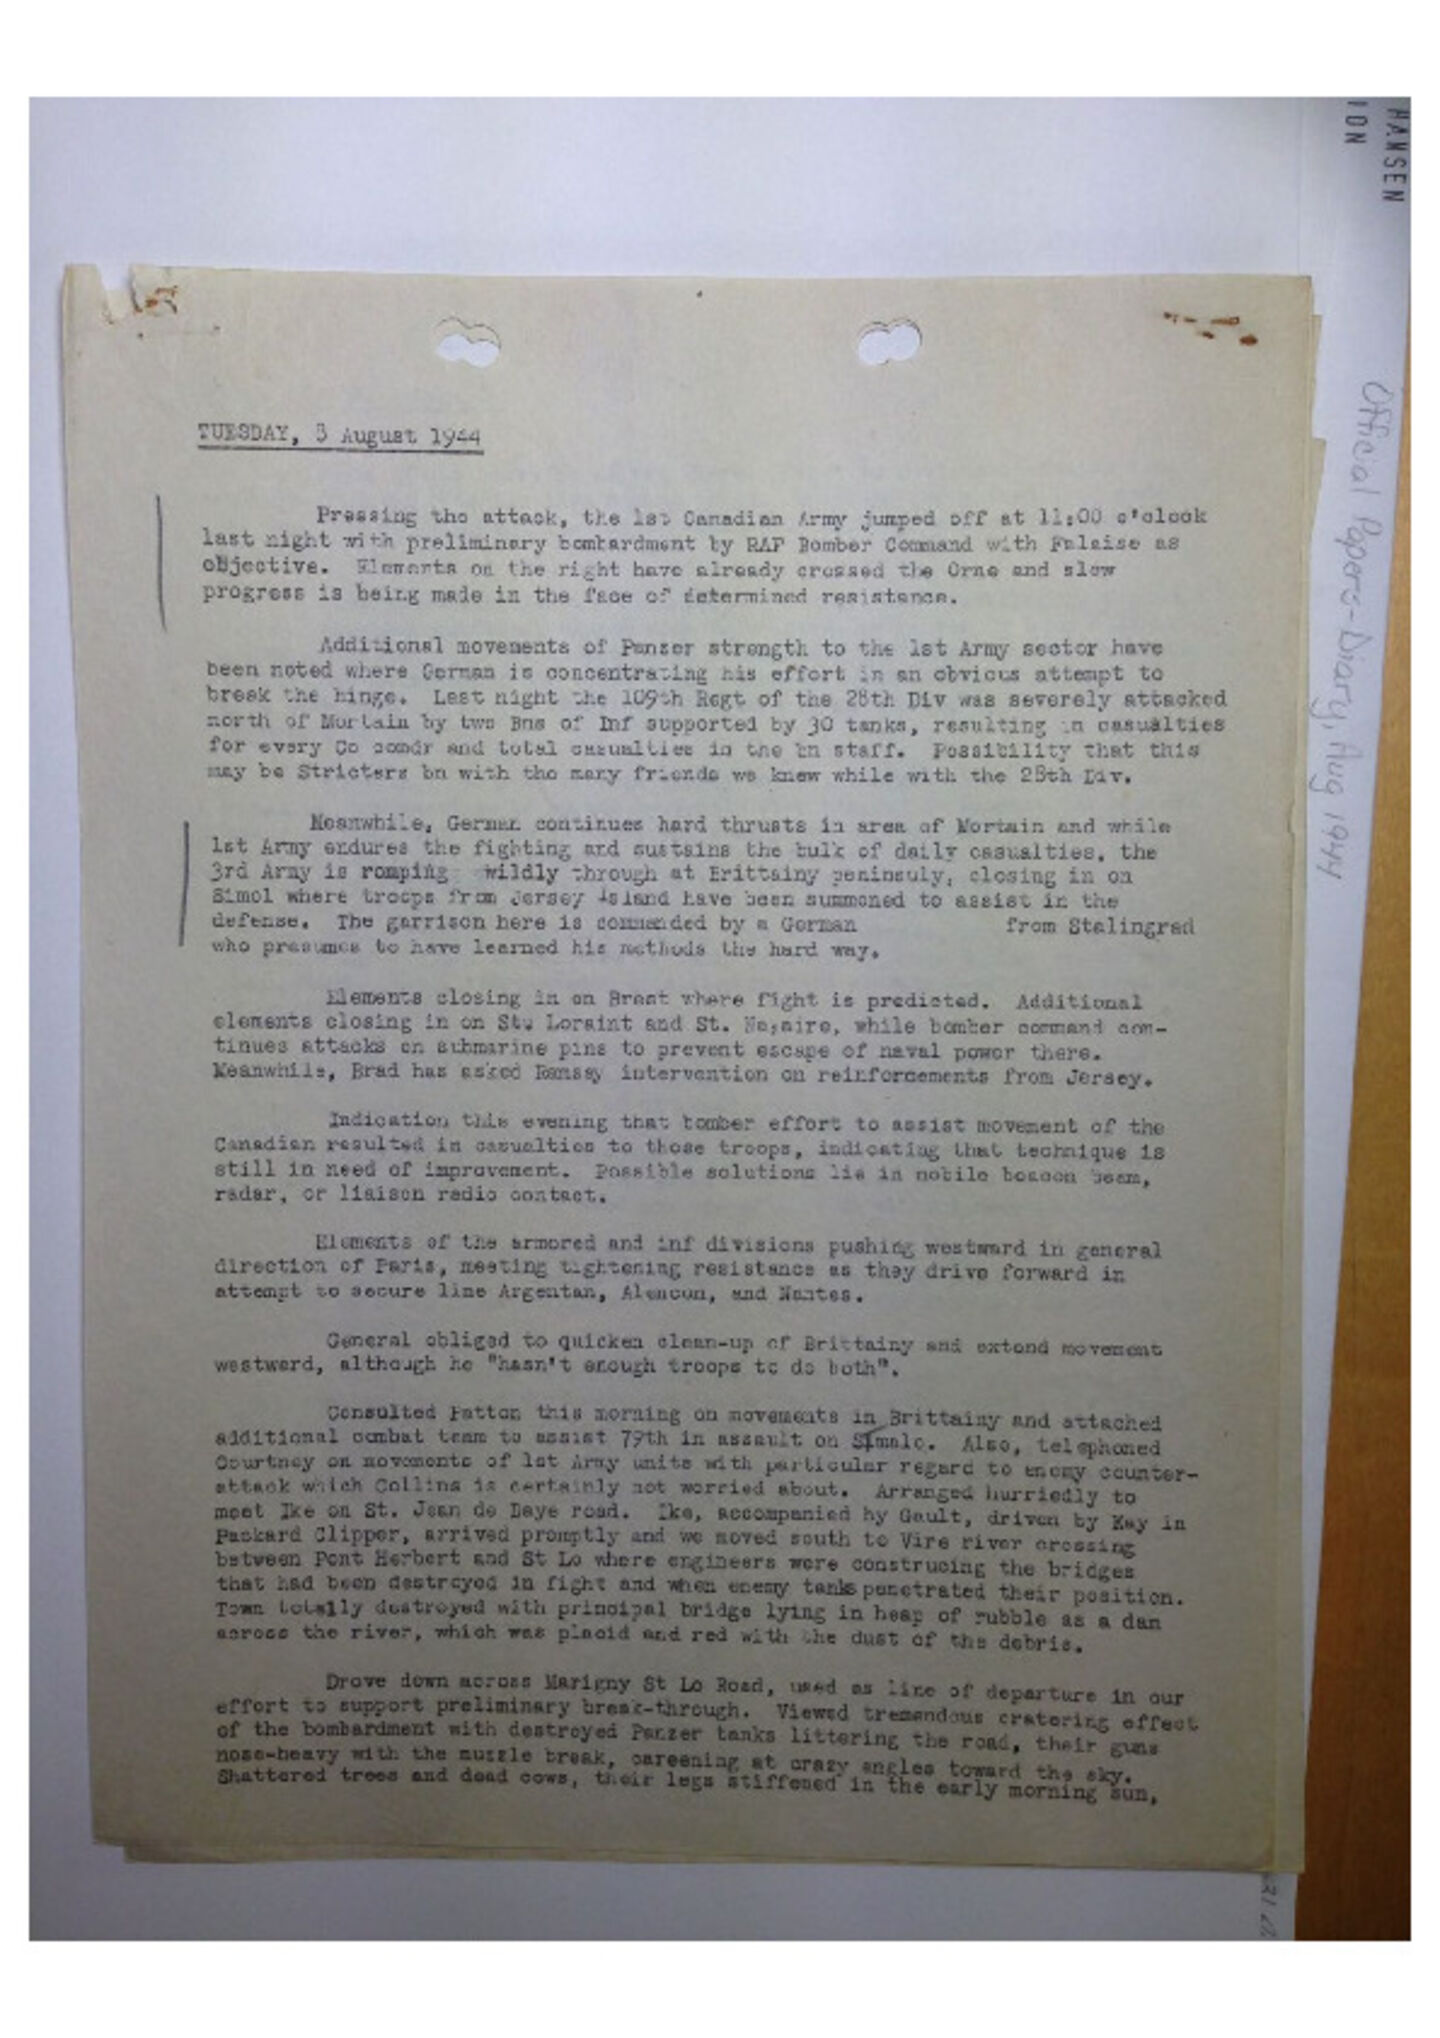 HANSEN
ION
Official Papers-Diary, Aug 1944
TUESDAY, 8 August 1944
Pressing the attack, the 1st Canadian Army jumped off at 11:00 o'clock
last night with preliminary bombardment by RAF Bomber Command with Falaise as
objective. Elements on the right have already crossed the Orne and slow
progress is being made in the face of determined resistance.
Additional movements of Panzer strength to the 1st Army sector have
been noted where German is concentrating his effort in an obvious attempt to
break the hinge. Last night the 109th Regt of the 28th Div was severely attacked
north of Mortain by two Bns of Inf supported by 30 tanks, resulting in casualties
for every Co comdr and total casualties in the bn staff. Possibility that this
may be Stricters bn with the many friends we knew while with the 28th Div.
Meanwhile, German continues hard thrusts in area of Mortain and while
1st Army endures the fighting and sustains the bulk of daily casualties, the
3rd Army is romping wildly through at Brittainy peninsuly, closing in on
Simol where troops from Jersey island have been summoned to assist in the
defense. The garrison here is commanded by a German from Stalingrad
who presumes to have learned his methods the hard way.
Elements closing in on Brest where fight is predicted. Additional
elements closing in on St. Loraint and St. Nazaire, while bomber command con-
tinues attacks on submarine pins to prevent escape of naval power there.
Meanwhile, Brad has asked Ramsay intervention on reinforcements from Jersey.
Indication this evening that bomber effort to assist movement of the
Canadian resulted in casualties to those troops, indicating that technique is
still in need of improvement. Possible solutions lie in mobile beacon beam,
radar, or liaison radio contact.
Elements of the armored and inf divisions pushing westward in general
direction of Paris, meeting tightening resistance as they drive forward in
attempt to secure line Argentan, Alencon, and Nantes.
General obliged to quicken clean-up of Brittainy and extend movement
westward, although he "hasn't enough troops to do both".
Consulted Patton this morning on movements in Brittainy and attached
additional combat team to assist 79th in assault on Simalo. Also, telephoned
Courtney on movements of 1st Army units with particular regard to enemy counter-
attack which Collins is certainly not worried about. Arranged hurriedly to
meet Ike on St. Jean de Daye road. Ike, accompanied by Gault, driven by Kay in
Packard Clipper, arrived promptly and we moved south to Vire river crossing
between Pont Herbert and St Lo where engineers were construcing the bridges
that had been destroyed in fight and when enemy tanks penetrated their position.
Town totally destroyed with principal bridge lying in heap of rubble as a dam
across the river, which was placid and red with the dust of the debris.
Drove down across Marigny St Lo Road, used as line of departure in our
effort to support preliminary break-through. Viewed tremendous cratering effect
of the bombardment with destroyed Panzer tanks littering the road, their guns
nose-heavy with the muzzle break, careening at crazy angles toward the sky.
Shattered trees and dead cows, their legs stiffened in the early morning sun,